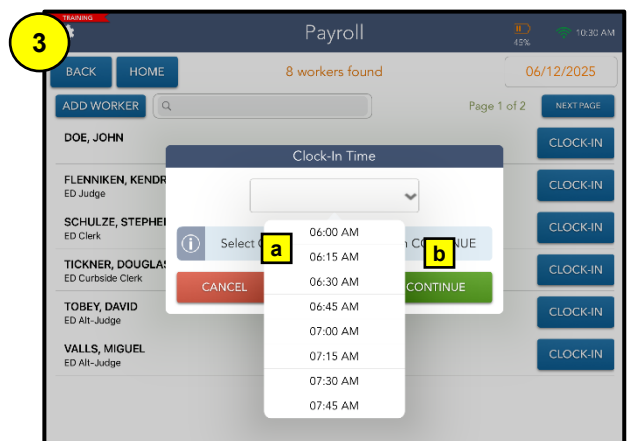 3
TRAINING
Payroll
45%
10:30 AM
BACK
HOME
8 workers found
06/12/2025
ADD WORKER
Page 1 of 2
NEXT PAGE
DOE, JOHN
CLOCK-IN
Clock-In Time
FLENNIKEN, KENDR
ED Judge
CLOCK-IN
SCHULZE, STEPHE
ED Clerk
CLOCK-IN
i
Select
a
CONTINUE
b
TICKNER, DOUGLAS
ED Curbside Clerk
CLOCK-IN
CANCEL
CONTINUE
TOBEY, DAVID
ED Alt-Judge
CLOCK-IN
VALLS, MIGUEL
ED Alt-Judge
CLOCK-IN
06:00 AM
06:15 AM
06:30 AM
06:45 AM
07:00 AM
07:15 AM
07:30 AM
07:45 AM